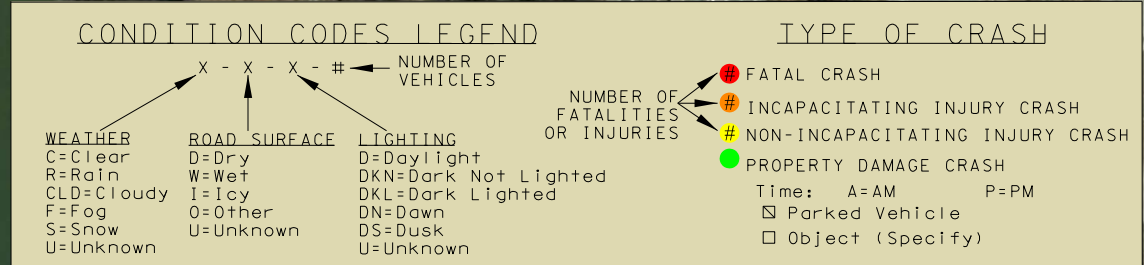 CONDITION CODES LEGEND
X - X - X - #
NUMBER OF
VEHICLES
WEATHER
C=Clear
R=Rain
CLD=Cloudy
F=Fog
S=Snow
U=Unknown
ROAD SURFACE
D=Dry
W=Wet
I=Icy
O=Other
U=Unknown
LIGHTING
D=Daylight
DKN=Dark Not Lighted
DKL=Dark Lighted
DN=Dawn
DS=Dusk
U=Unknown
TYPE OF CRASH
NUMBER OF
FATALITIES
OR INJURIES
# FATAL CRASH
# INCAPACITATING INJURY CRASH
# NON-INCAPACITATING INJURY CRASH
PROPERTY DAMAGE CRASH
Time: A=AM P=PM
Parked Vehicle
Object (Specify)